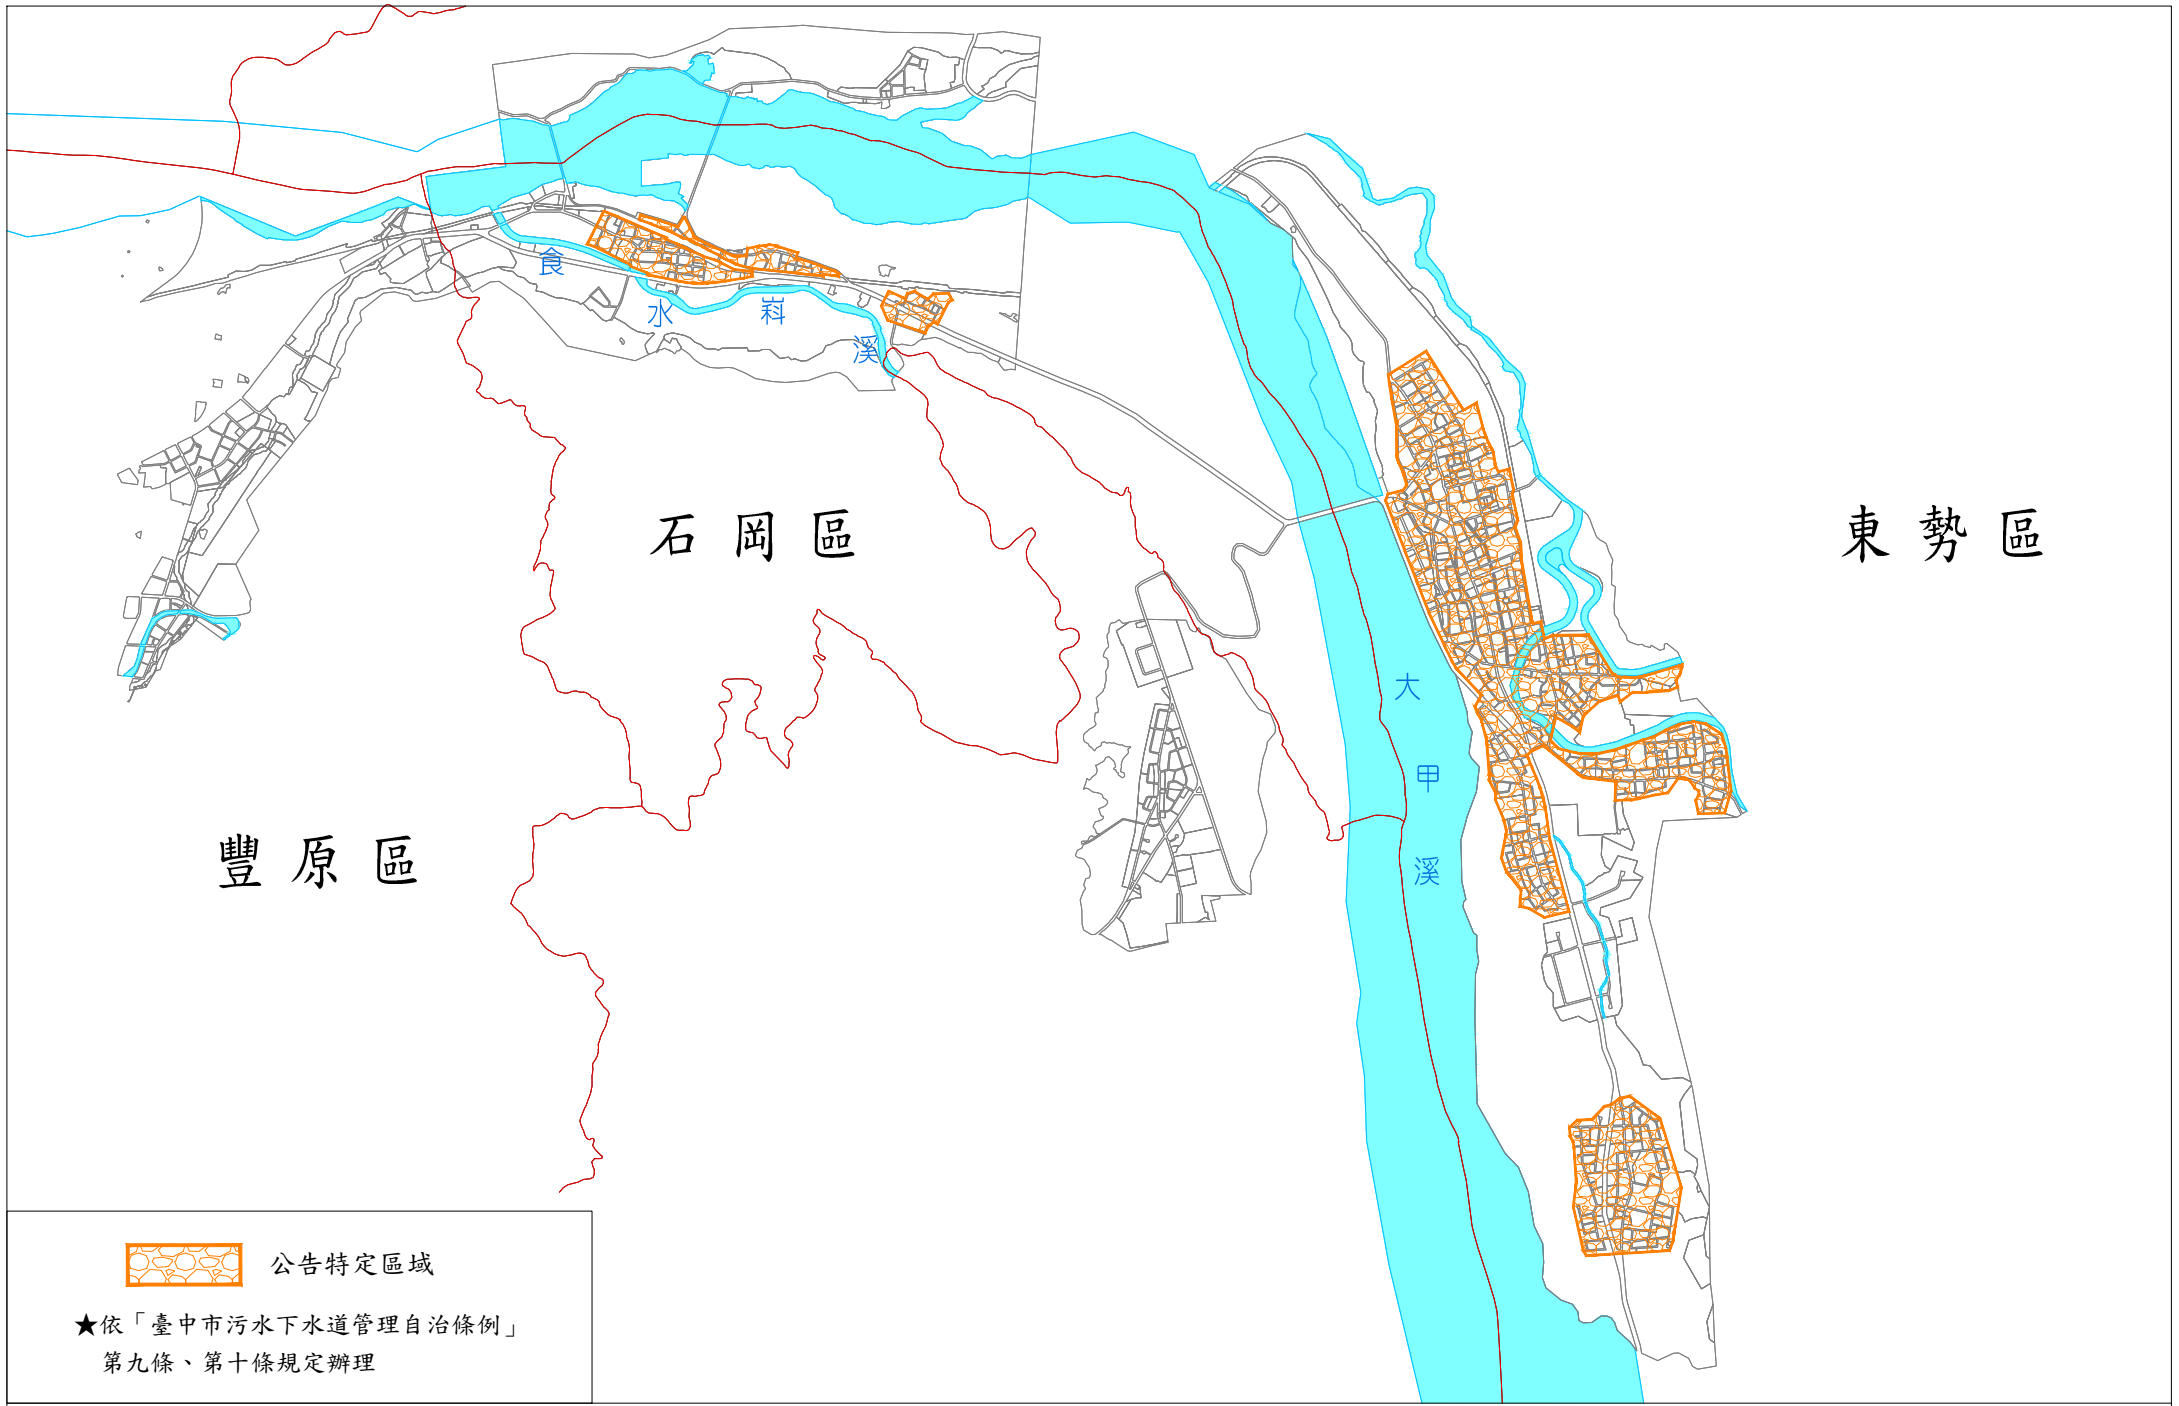 食
水
嵙
溪
石岡區
東勢區
大
甲
溪
豐原區
公告特定區域
★依「臺中市污水下水道管理自治條例」
第九條、第十條規定辦理